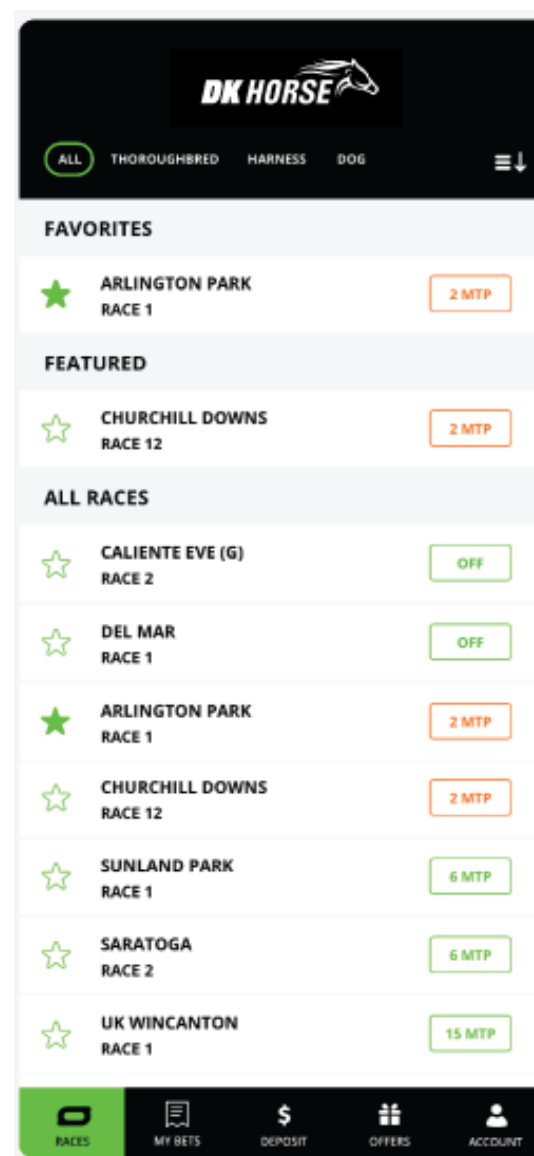 DK HORSE
ALL THOROUGHBRED HARNESS DOG
FAVORITES
ARLINGTON PARK
RACE 1
2 MTP
FEATURED
CHURCHILL DOWNS
RACE 12
2 MTP
ALL RACES
CALIENTE EVE (G)
RACE 2
OFF
DEL MAR
RACE 1
OFF
ARLINGTON PARK
RACE 1
2 MTP
CHURCHILL DOWNS
RACE 12
2 MTP
SUNLAND PARK
RACE 1
6 MTP
SARATOGA
RACE 2
6 MTP
UK WINCANTON
RACE 1
15 MTP
RACES MY BETS DEPOSIT OFFERS ACCOUNT